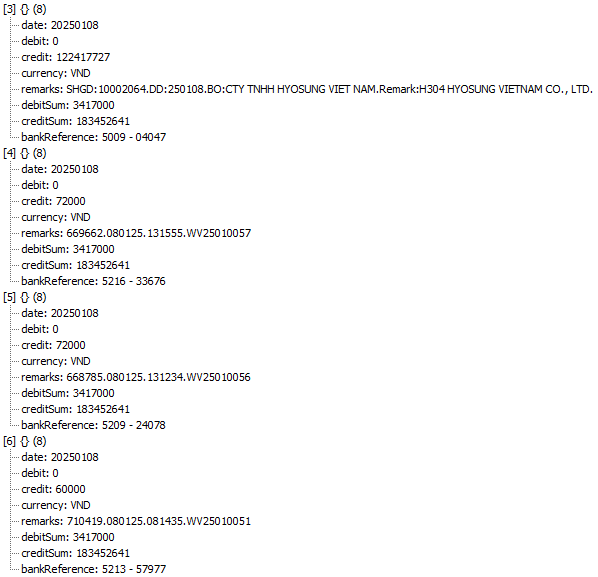 [3] {} (8)
date: 20250108
debit: 0
credit: 122417727
currency: VND
remarks: SHGD:10002064.DD:250108.BO:CTY TNHH HYOSUNG VIET NAM.Remark:H304 HYOSUNG VIETNAM CO., LTD.
debitSum: 3417000
creditSum: 183452641
bankReference: 5009 - 04047
[4] {} (8)
date: 20250108
debit: 0
credit: 72000
currency: VND
remarks: 669662.080125.131555.WV25010057
debitSum: 3417000
creditSum: 183452641
bankReference: 5216 - 33676
[5] {} (8)
date: 20250108
debit: 0
credit: 72000
currency: VND
remarks: 668785.080125.131234.WV25010056
debitSum: 3417000
creditSum: 183452641
bankReference: 5209 - 24078
[6] {} (8)
date: 20250108
debit: 0
credit: 60000
currency: VND
remarks: 710419.080125.081435.WV25010051
debitSum: 3417000
creditSum: 183452641
bankReference: 5213 - 57977